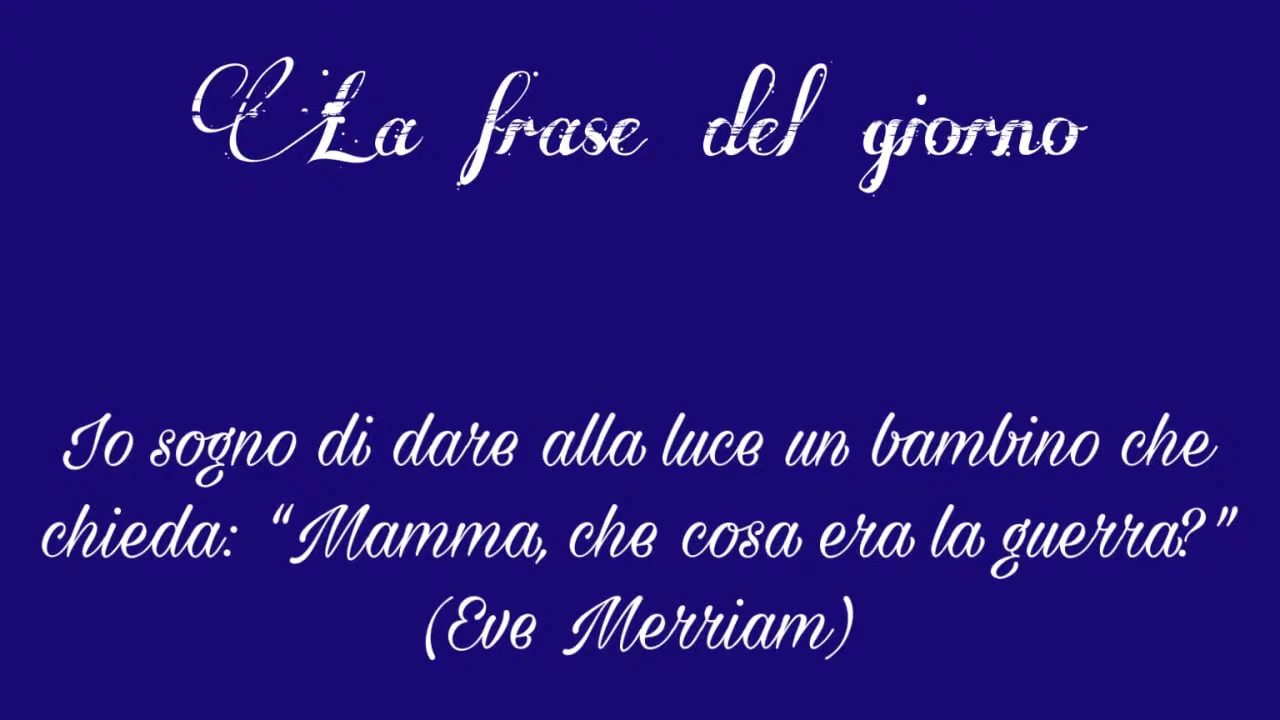 La frase del giorno
Io sogno di dare alla luce un bambino che
chieda: “Mamma, che cosa era la guerra?”
(Eve Merriam)